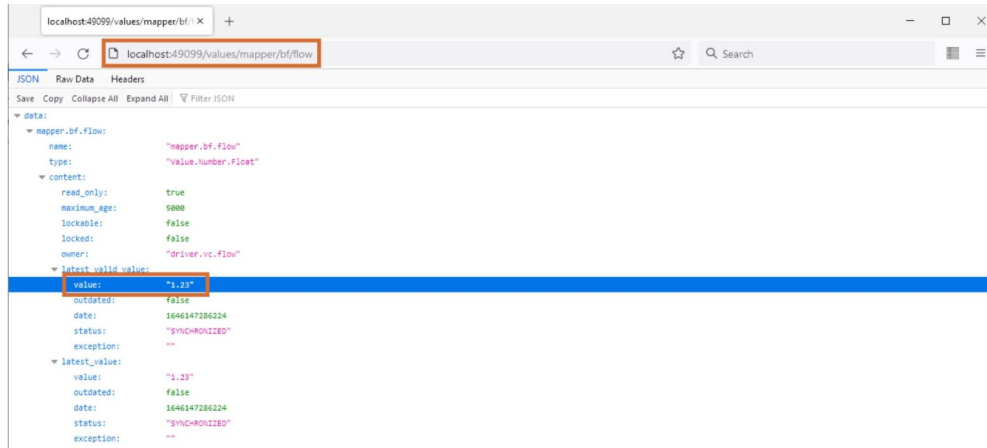 localhost:49099/values/mapper/bf/f
localhost:49099/values/mapper/bf/flow
Search
JSON Raw Data Headers
Save Copy Collapse All Expand All Filter JSON
data:
mapper.bf.flow:
name: "mapper.bf.flow"
type: "Value.Number.Float"
content:
read_only: true
maximum_age: 5000
lockable: false
locked: false
owner: "driver.vc.flow"
latest_valid_value:
value: "1.23"
outdated: false
date: 1646147286224
status: "SYNCHRONIZED"
exception: ""
latest_value:
value: "1.23"
outdated: false
date: 1646147286224
status: "SYNCHRONIZED"
exception: ""